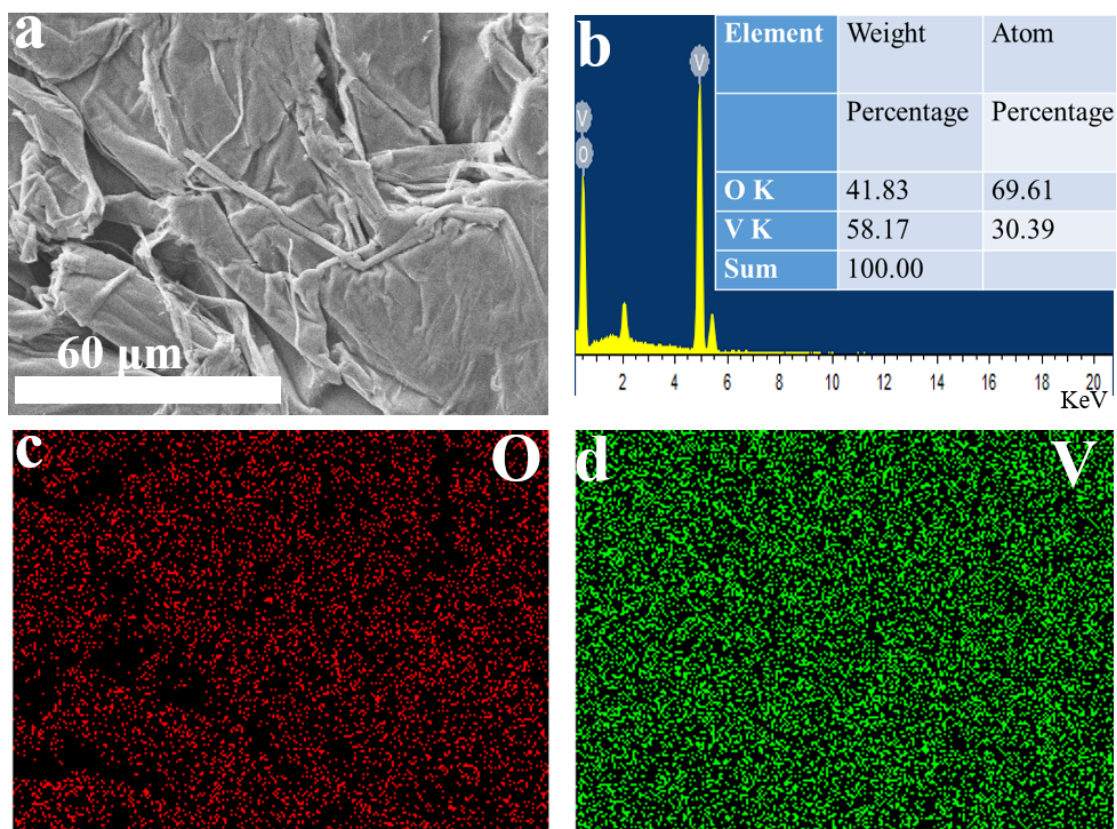 a
60 μm
b
V
V
O
Element Weight Atom
Percentage Percentage
O K 41.83 69.61
V K 58.17 30.39
Sum 100.00
2 4 6 8 10 12 14 16 18 20
KeV
c
O
d
V